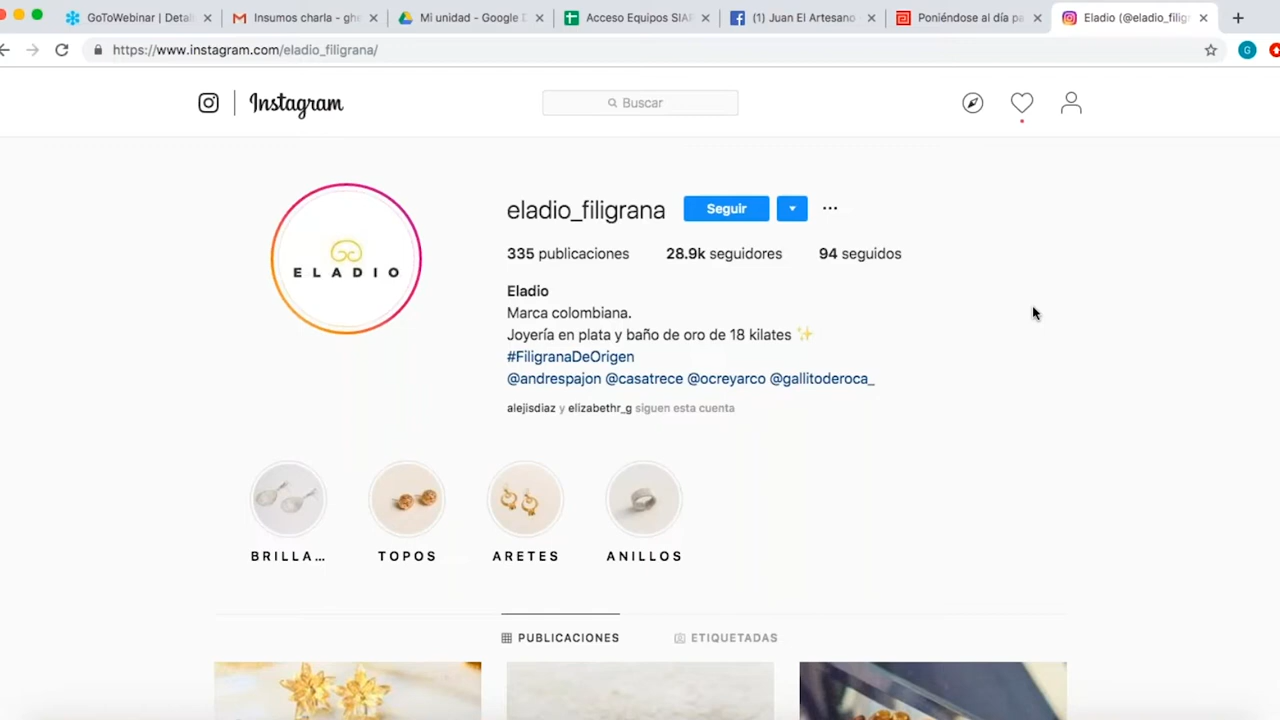 GoToWebinar | Detal
Insumos charla - ghe
Mi unidad - Google D
Acceso Equipos SIAR
(1) Juan El Artesano
Poniéndose al día pa
Eladio (@eladio_filig
https://www.instagram.com/eladio_filigrana/
G
Instagram
Buscar
ELADIO
eladio_filigrana
Seguir
335 publicaciones
28.9k seguidores
94 seguidos
Eladio
Marca colombiana.
Joyería en plata y baño de oro de 18 kilates ✨
#FiligranaDeOrigen
@andrespajon @casatrece @ocreyarco @gallitoderoca_
alejisdiaz y elizabethr_g siguen esta cuenta
BRILLA...
TOPOS
ARETES
ANILLOS
PUBLICACIONES
ETIQUETADAS